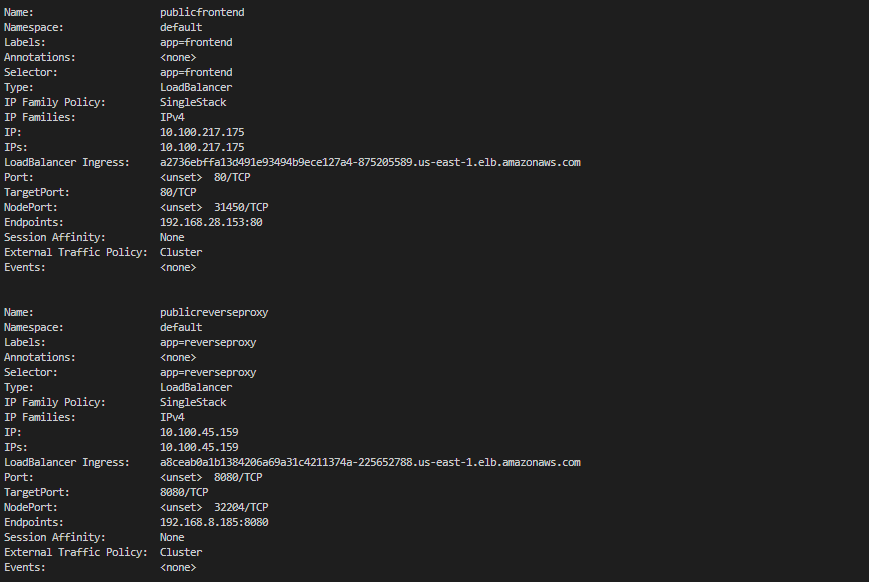 Name: publicfrontend
Namespace: default
Labels: app=frontend
Annotations: <none>
Selector: app=frontend
Type: LoadBalancer
IP Family Policy: SingleStack
IP Families: IPv4
IP: 10.100.217.175
IPs: 10.100.217.175
LoadBalancer Ingress: a2736ebffa13d491e93494b9ece127a4-875205589.us-east-1.elb.amazonaws.com
Port: <unset> 80/TCP
TargetPort: 80/TCP
NodePort: <unset> 31450/TCP
Endpoints: 192.168.28.153:80
Session Affinity: None
External Traffic Policy: Cluster
Events: <none>
Name: publicreverseproxy
Namespace: default
Labels: app=reverseproxy
Annotations: <none>
Selector: app=reverseproxy
Type: LoadBalancer
IP Family Policy: SingleStack
IP Families: IPv4
IP: 10.100.45.159
IPs: 10.100.45.159
LoadBalancer Ingress: a8ceab0a1b1384206a69a31c4211374a-225652788.us-east-1.elb.amazonaws.com
Port: <unset> 8080/TCP
TargetPort: 8080/TCP
NodePort: <unset> 32204/TCP
Endpoints: 192.168.8.185:8080
Session Affinity: None
External Traffic Policy: Cluster
Events: <none>